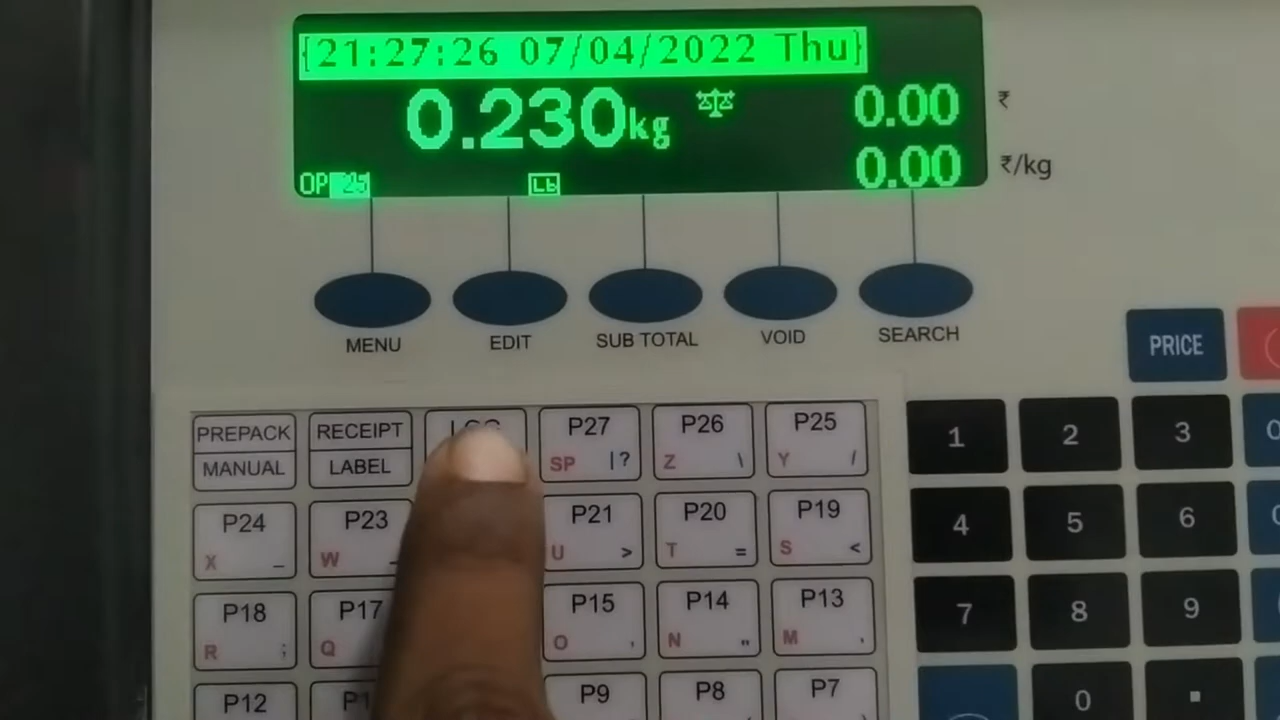 {21:27:26 07/04/2022 Thu}
0.230kg 0.00 ₹
0.00 ₹/kg
OP 25 Lb
MENU EDIT SUB TOTAL VOID SEARCH
PRICE
PREPACK RECEIPT P27 P26 P25
MANUAL LABEL SP |? Z \ Y /
1 2 3
P24 P23 P21 P20 P19
X _ W U > T = S <
4 5 6
P18 P17 P15 P14 P13
R ; Q O , N " M .
7 8 9
P12 P9 P8 P7
0 .